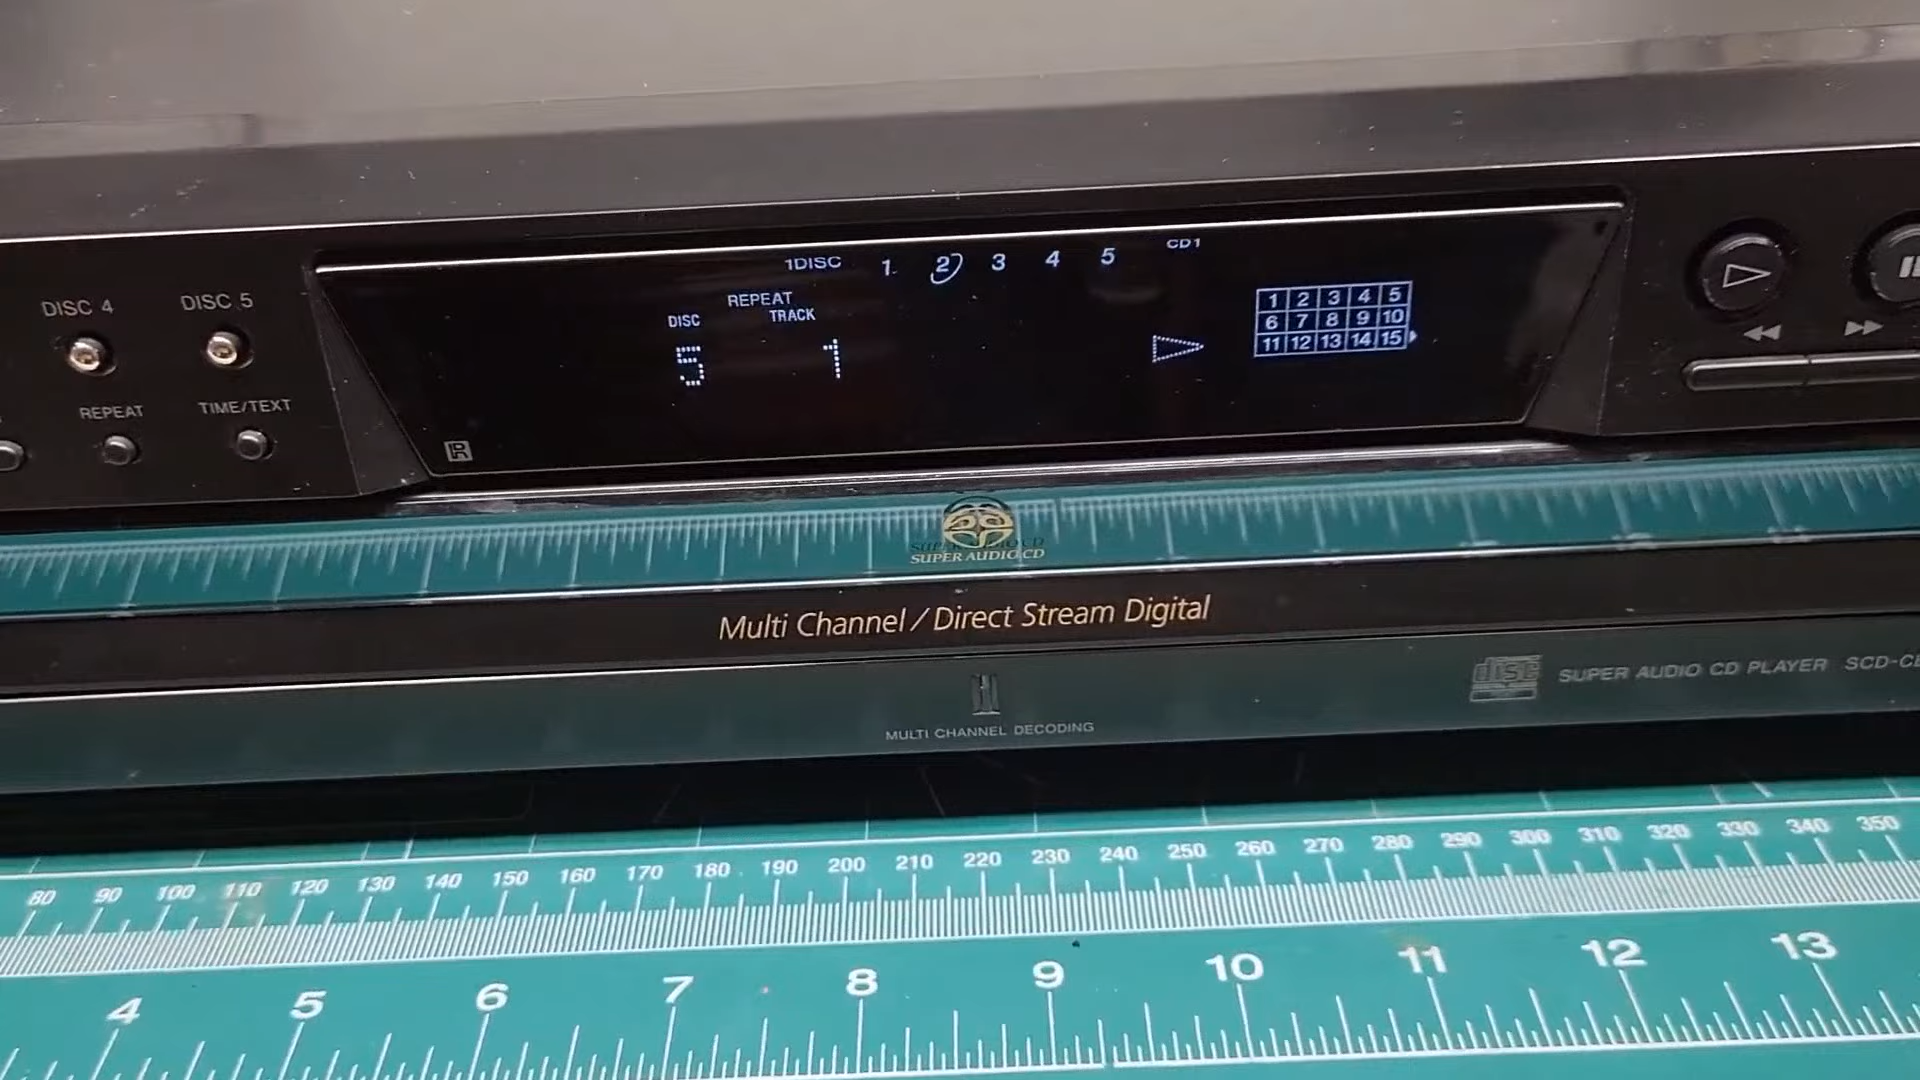 1DISC 1 2 3 4 5 CD1
REPEAT
DISC TRACK
5 1
1 2 3 4 5
6 7 8 9 10
11 12 13 14 15
DISC 4 DISC 5
REPEAT TIME/TEXT
R
SUPER AUDIO CD
Multi Channel / Direct Stream Digital
MULTI CHANNEL DECODING
disc SUPER AUDIO CD PLAYER
80 90 100 110 120 130 140 150 160 170 180 190 200 210 220 230 240 250 260 270 280 290 300 310 320 330 340 350
4 5 6 7 8 9 10 11 12 13